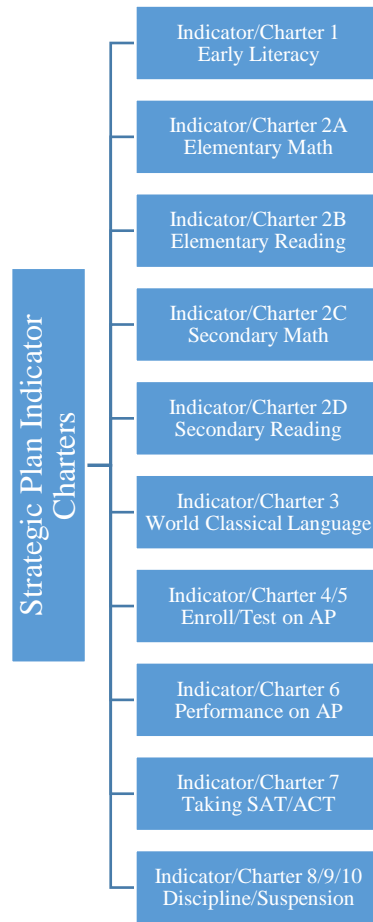 Strategic Plan Indicator
Charters
Indicator/Charter 1
Early Literacy
Indicator/Charter 2A
Elementary Math
Indicator/Charter 2B
Elementary Reading
Indicator/Charter 2C
Secondary Math
Indicator/Charter 2D
Secondary Reading
Indicator/Charter 3
World Classical Language
Indicator/Charter 4/5
Enroll/Test on AP
Indicator/Charter 6
Performance on AP
Indicator/Charter 7
Taking SAT/ACT
Indicator/Charter 8/9/10
Discipline/Suspension